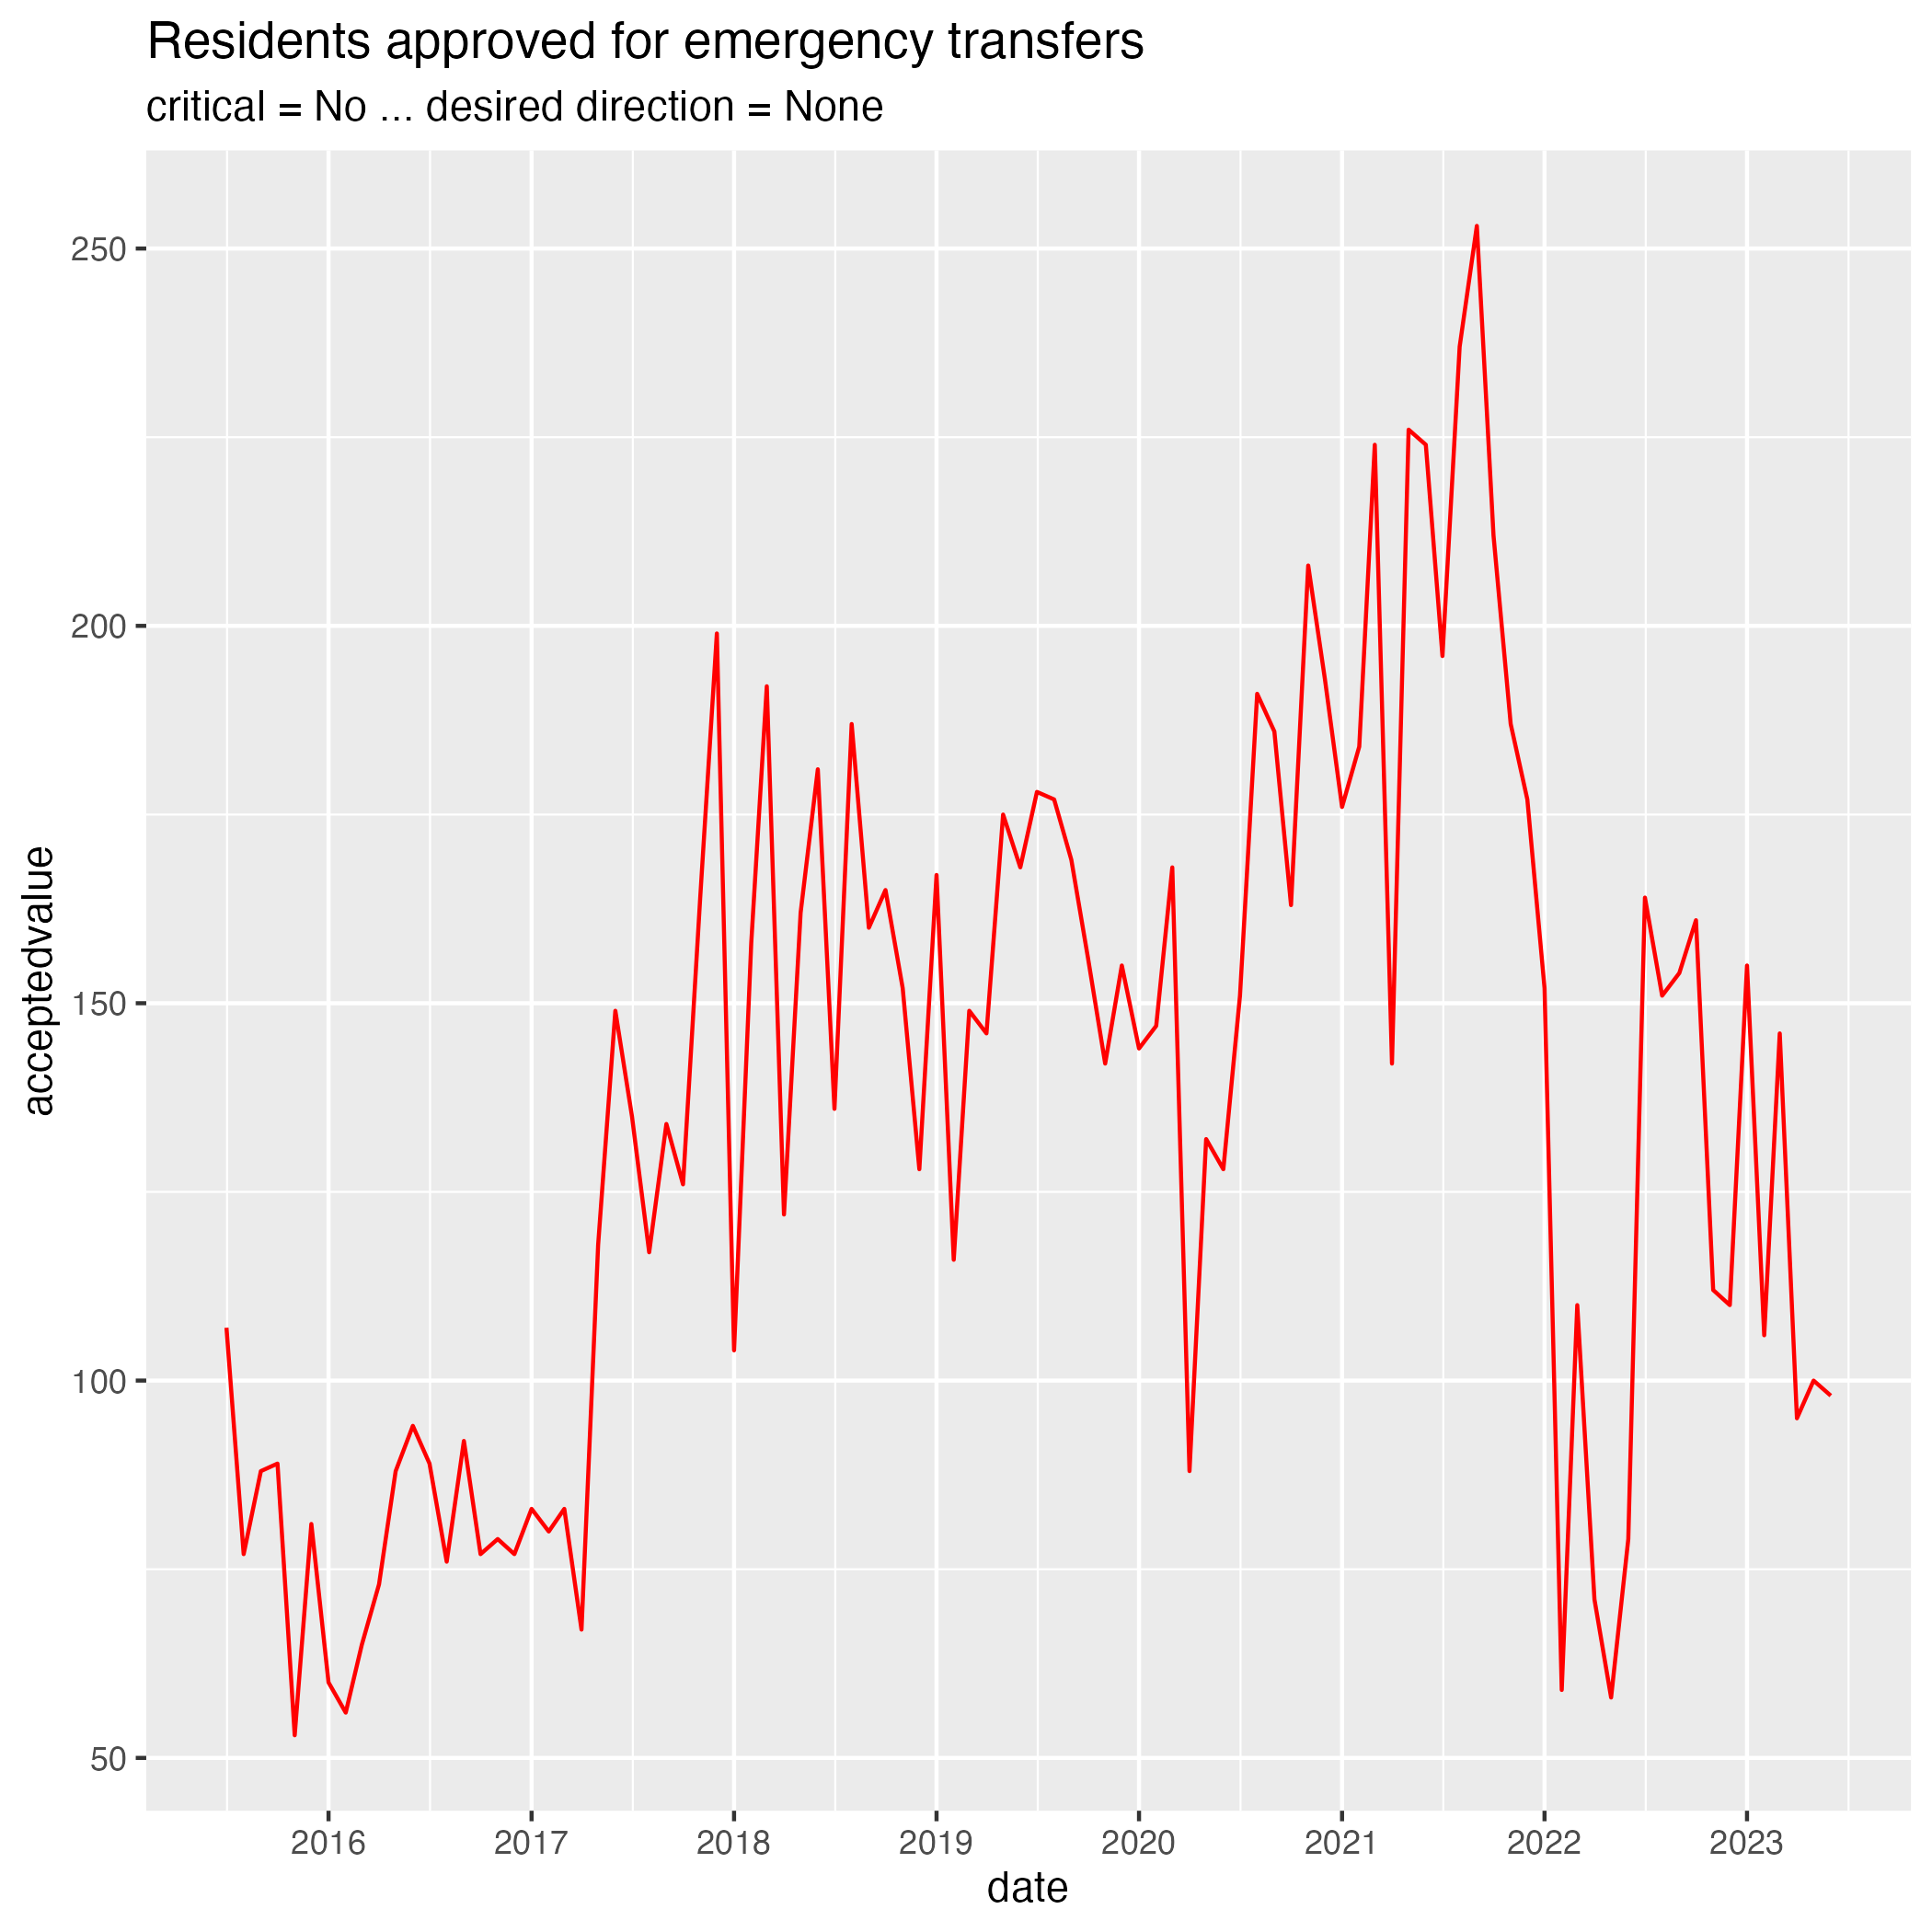 Residents approved for emergency transfers
critical = No ... desired direction = None
250
200
150
100
50
acceptedvalue
2016 2017 2018 2019 2020 2021 2022 2023
date